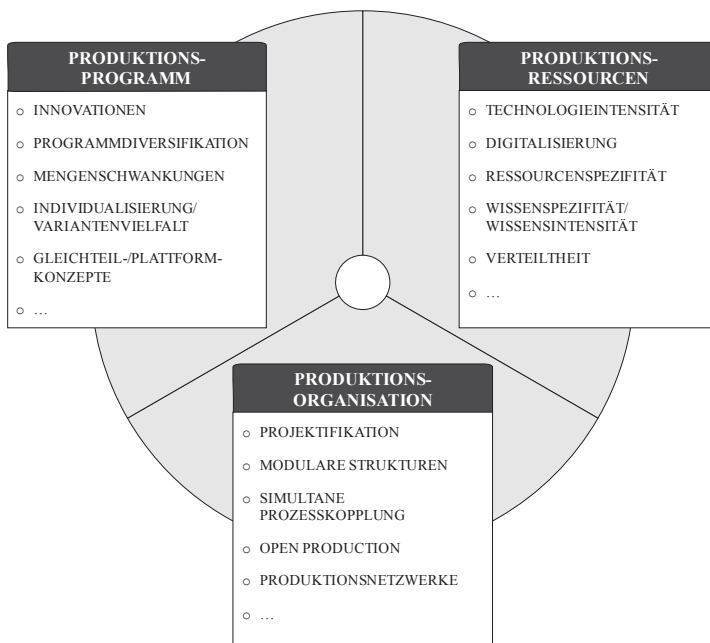 PRODUKTIONS-
PROGRAMM
○ INNOVATIONEN
○ PROGRAMMDIVERSIFIKATION
○ MENGENSCHWANKUNGEN
○ INDIVIDUALISIERUNG/
VARIANTENVIELFALT
○ GLEICHTEIL-/PLATTFORM-
KONZEPTE
○ …
PRODUKTIONS-
RESSOURCEN
○ TECHNOLOGIEINTENSITÄT
○ DIGITALISIERUNG
○ RESSOURCENSPEZIFITÄT
○ WISSENSPEZIFITÄT/
WISSENSINTENSITÄT
○ VERTEILTHEIT
○ …
PRODUKTIONS-
ORGANISATION
○ PROJEKTIFIKATION
○ MODULARE STRUKTUREN
○ SIMULTANE
PROZESSKOPPLUNG
○ OPEN PRODUCTION
○ PRODUKTIONSNETZWERKE
○ …